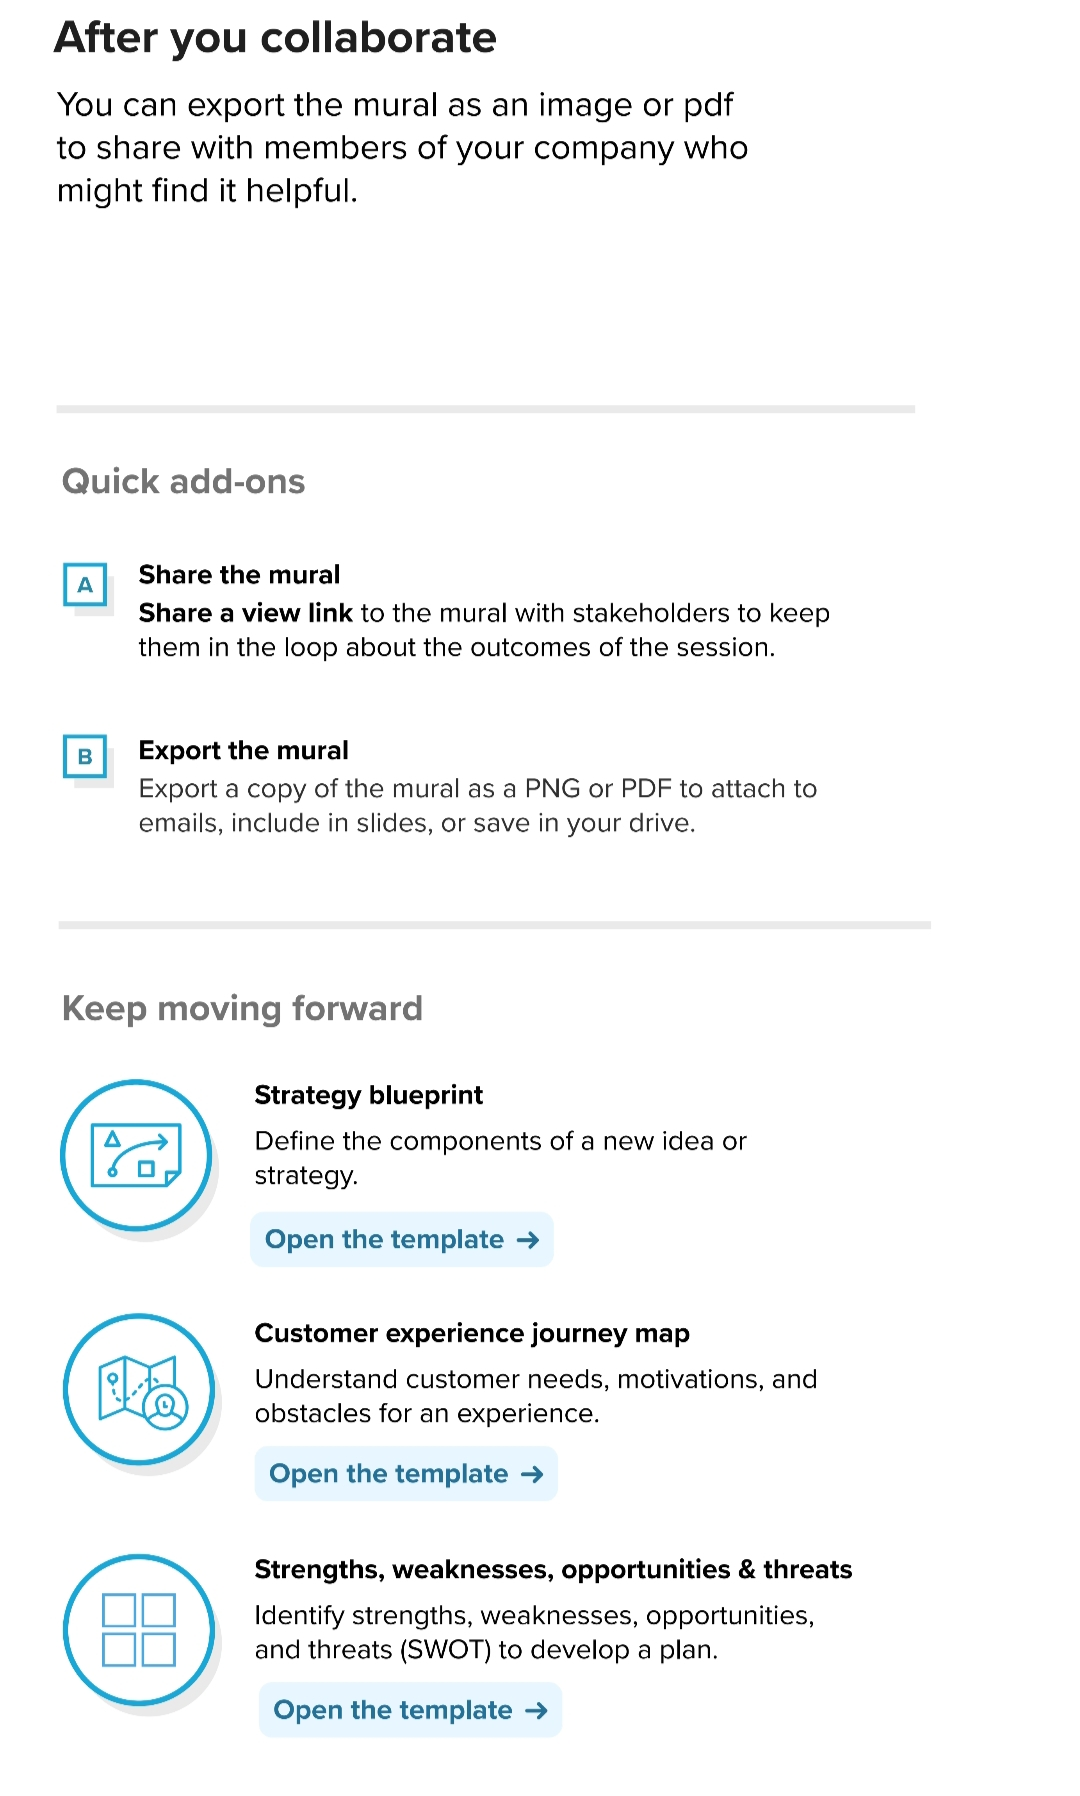 After you collaborate
You can export the mural as an image or pdf
to share with members of your company who
might find it helpful.
Quick add-ons
A
Share the mural
Share a view link to the mural with stakeholders to keep
them in the loop about the outcomes of the session.
B
Export the mural
Export a copy of the mural as a PNG or PDF to attach to
emails, include in slides, or save in your drive.
Keep moving forward
Strategy blueprint
Define the components of a new idea or
strategy.
Open the template →
Customer experience journey map
Understand customer needs, motivations, and
obstacles for an experience.
Open the template →
Strengths, weaknesses, opportunities & threats
Identify strengths, weaknesses, opportunities,
and threats (SWOT) to develop a plan.
Open the template →